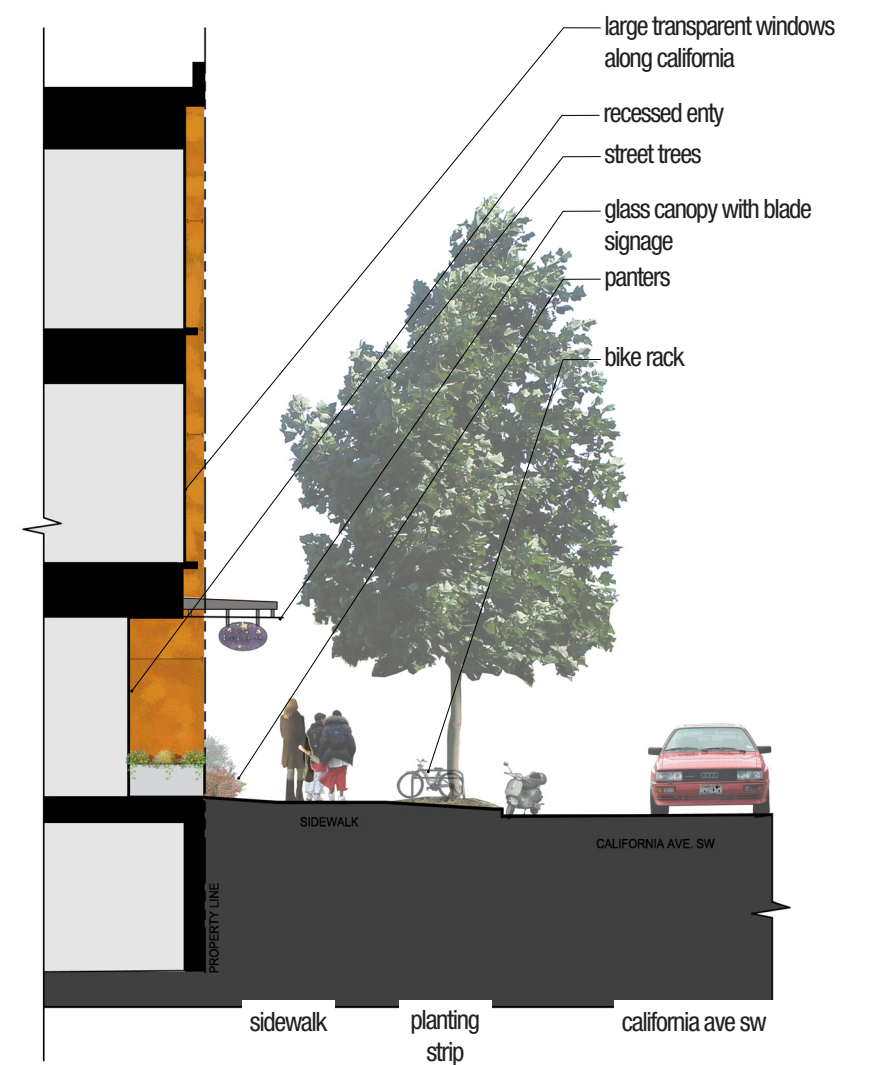 large transparent windows
along california
recessed enty
street trees
glass canopy with blade
signage
panters
bike rack
SIDEWALK
CALIFORNIA AVE. SW
PROPERTY LINE
sidewalk
planting
strip
california ave sw